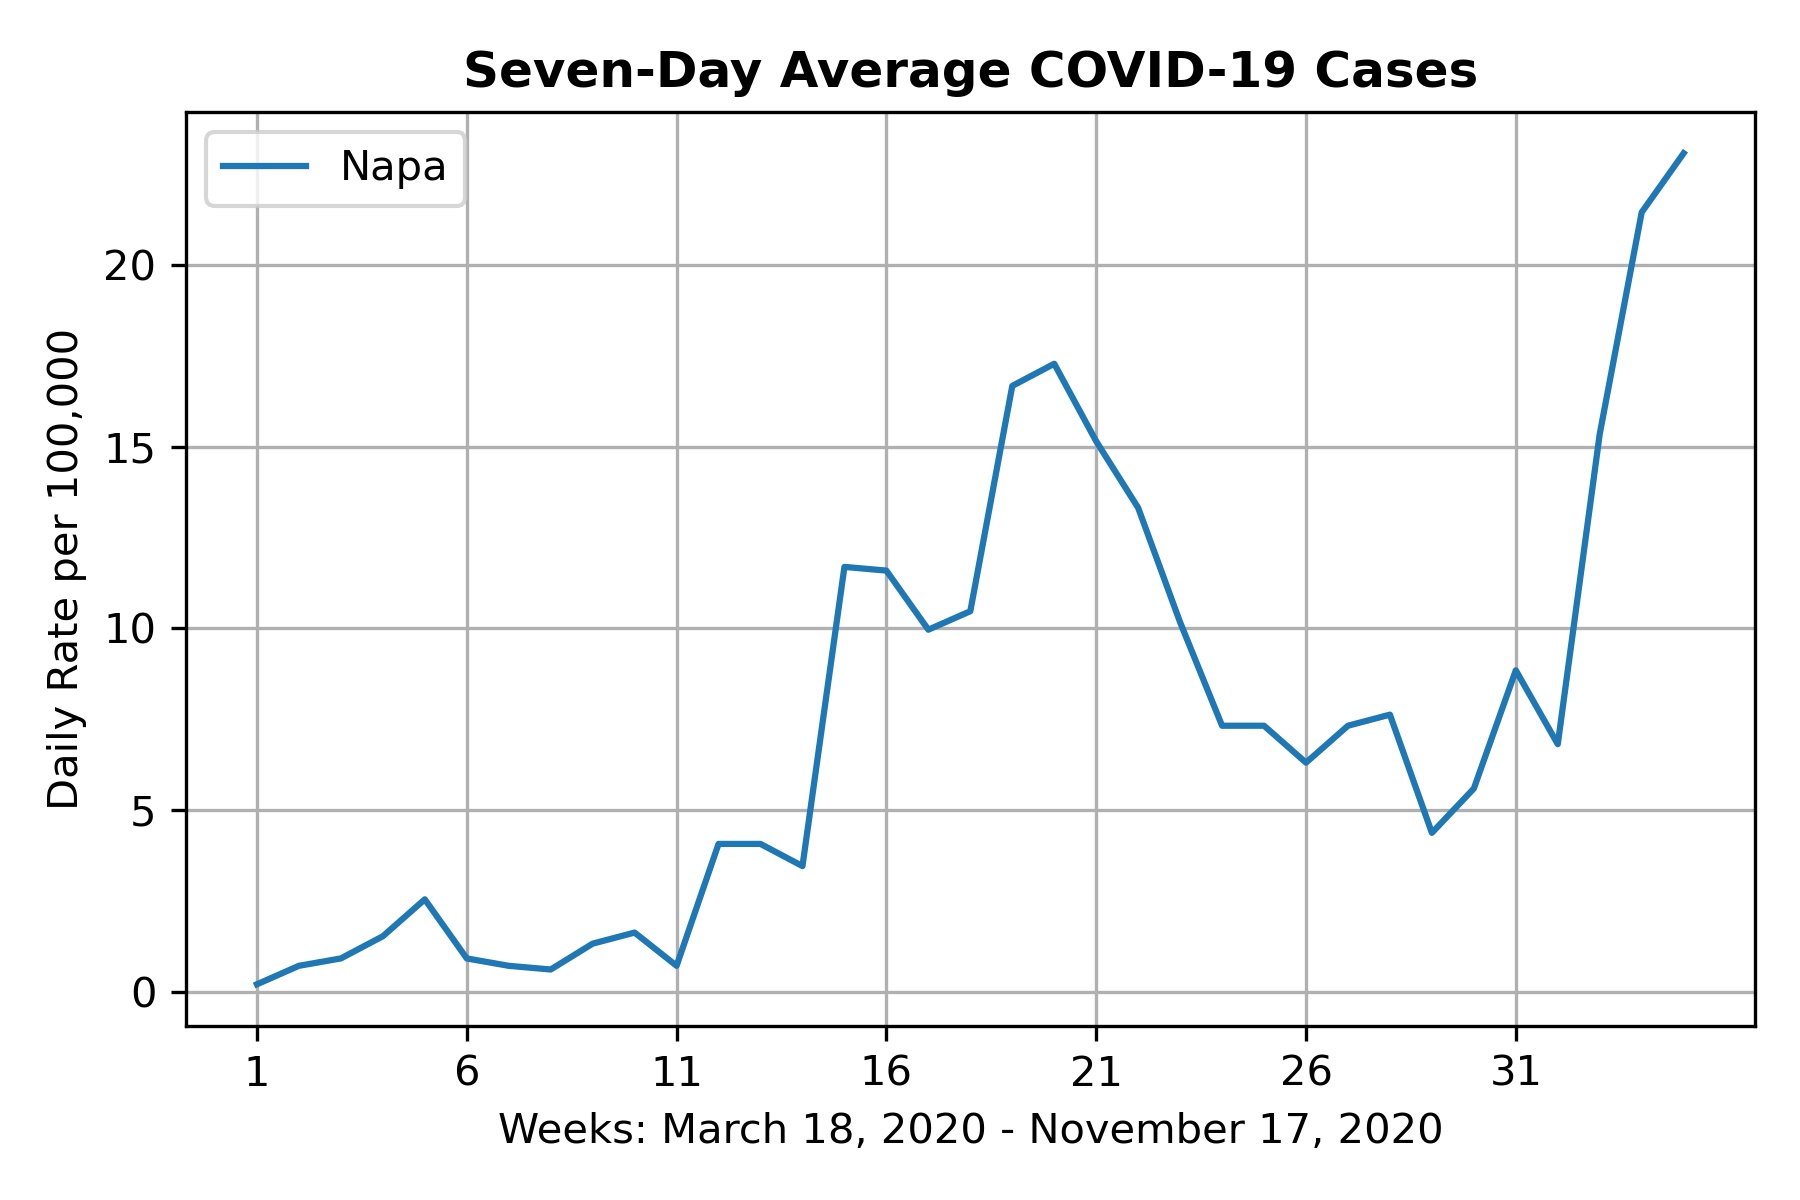 Seven-Day Average COVID-19 Cases
Napa
20
15
10
5
0
Daily Rate per 100,000
1 6 11 16 21 26 31
Weeks: March 18, 2020 - November 17, 2020